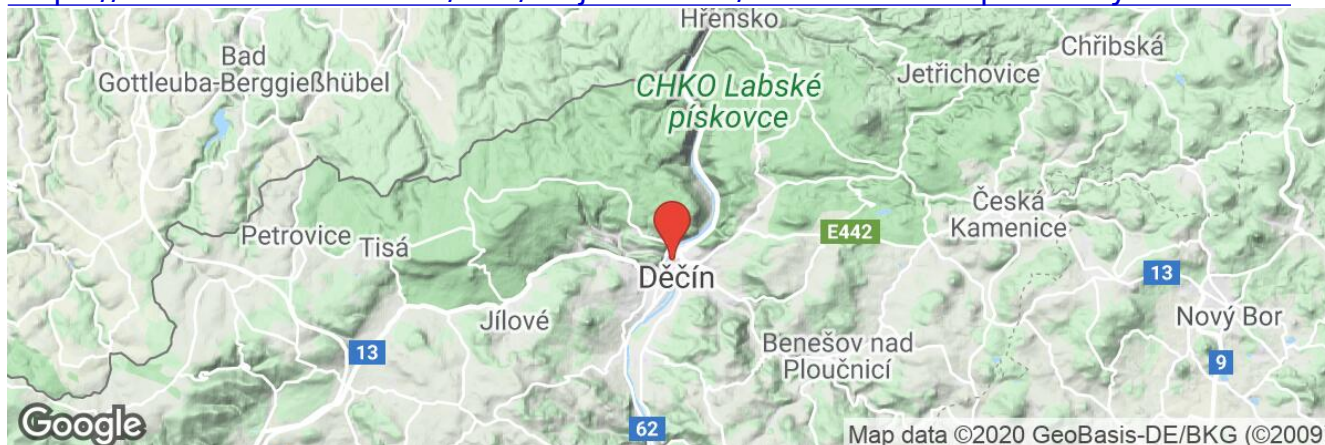 Hřensko
Bad
Gottleuba-Berggießhübel
Chřibská
Jetřichovice
CHKO Labské
pískovce
Česká
Kamenice
E442
Petrovice
Tisá
Děčín
13
Jílové
Nový Bor
13
Benešov nad
Ploučnicí
9
62
Google
Map data ©2020 GeoBasis-DE/BKG (©2009